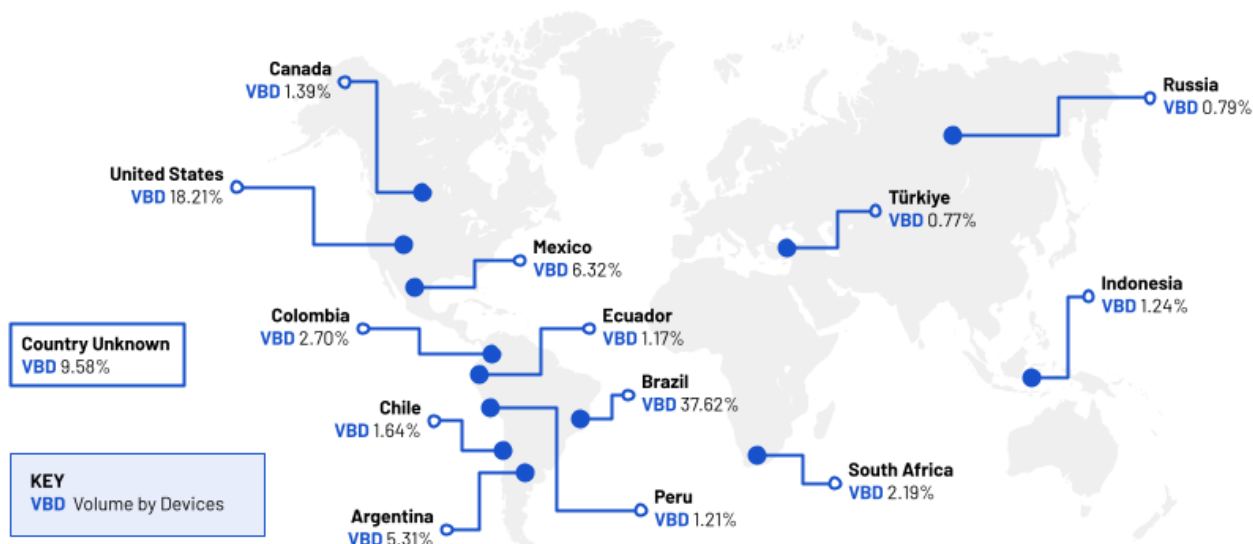 Canada
VBD 1.39%
Russia
VBD 0.79%
United States
VBD 18.21%
Türkiye
VBD 0.77%
Mexico
VBD 6.32%
Indonesia
VBD 1.24%
Colombia
VBD 2.70%
Ecuador
VBD 1.17%
Country Unknown
VBD 9.58%
Brazil
VBD 37.62%
Chile
VBD 1.64%
South Africa
VBD 2.19%
KEY
VBD Volume by Devices
Peru
VBD 1.21%
Argentina
VBD 5.31%